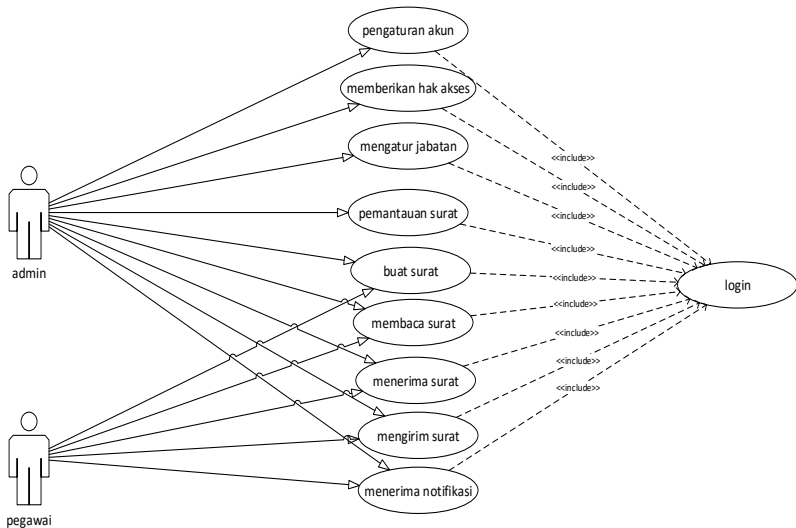 pengaturan akun
memberikan hak akses
mengatur jabatan
pemantauan surat
buat surat
membaca surat
menerima surat
mengirim surat
menerima notifikasi
admin
pegawai
<<include>>
<<include>>
<<include>>
<<include>>
<<include>>
<<include>>
<<include>>
<<include>>
<<include>>
login